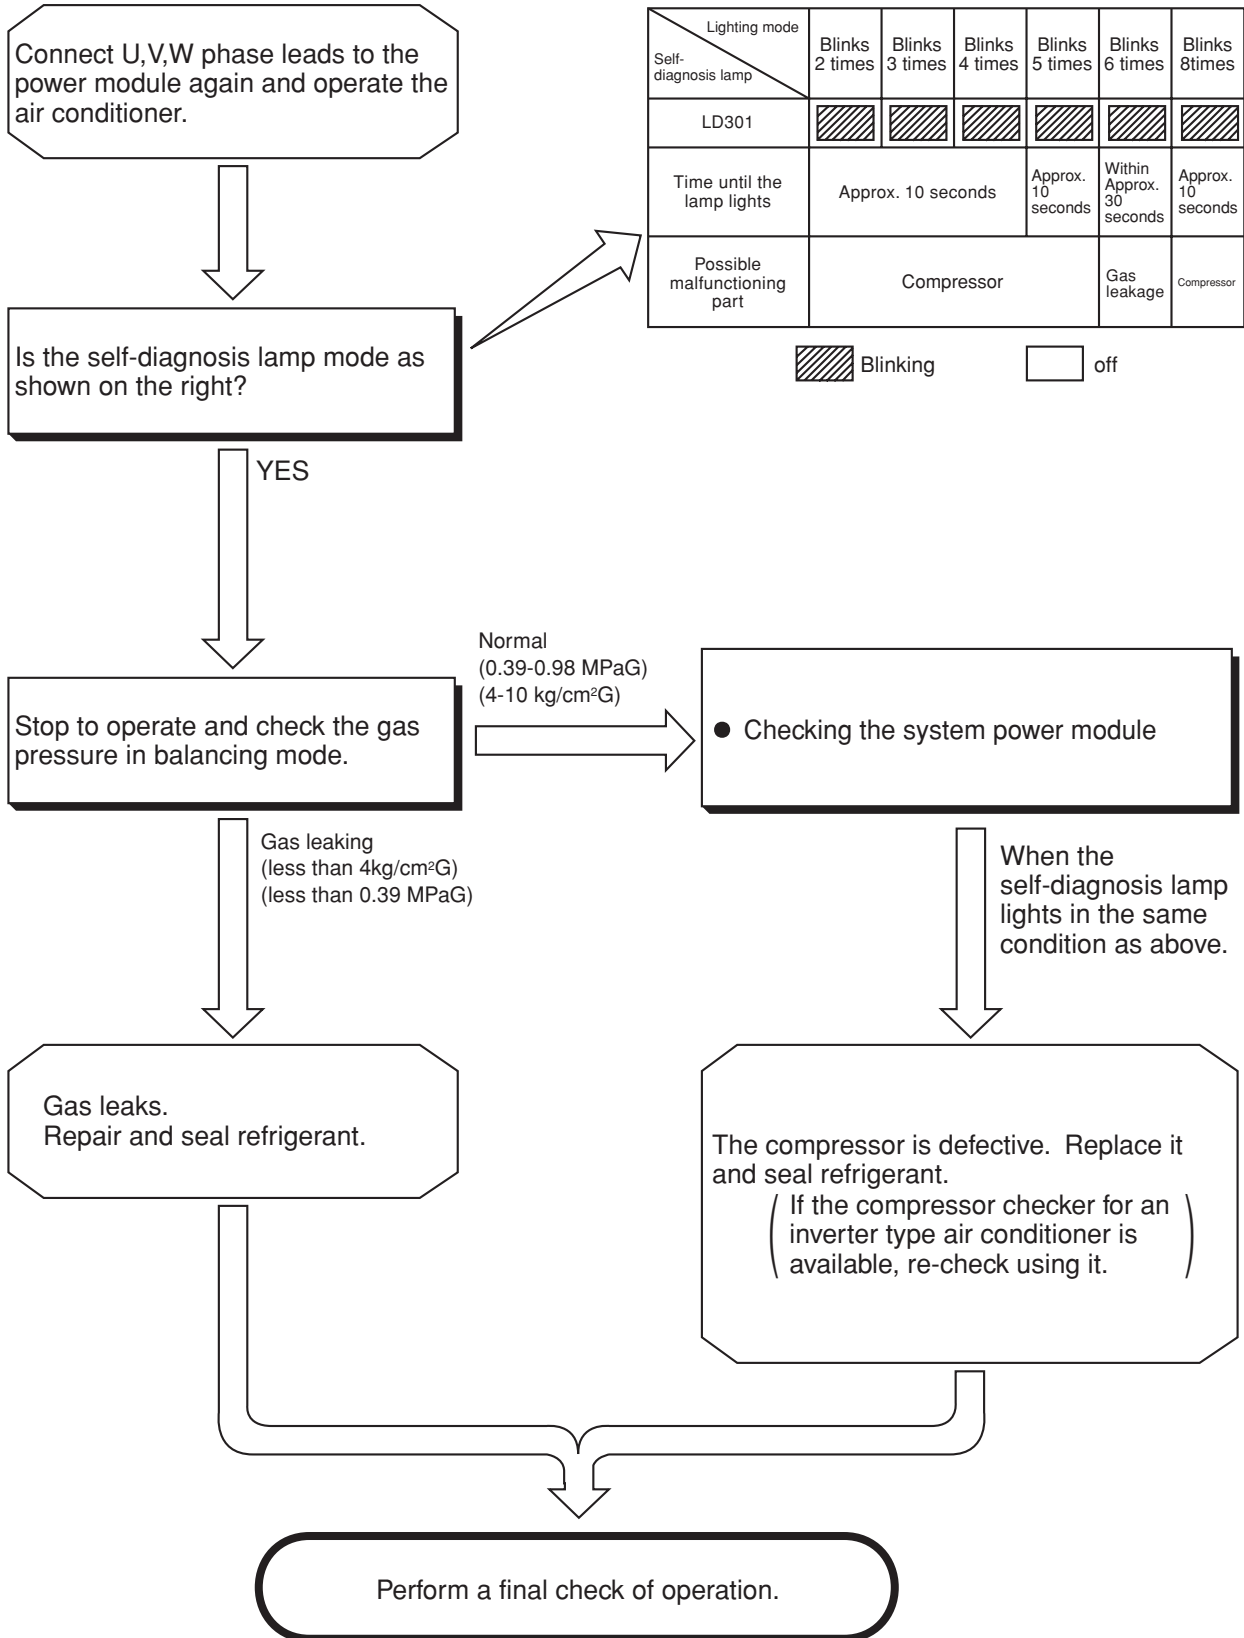 Connect U,V,W phase leads to the
power module again and operate the
air conditioner.
Lighting mode
Self-
diagnosis lamp
Blinks
2 times
Blinks
3 times
Blinks
4 times
Blinks
5 times
Blinks
6 times
Blinks
8times
LD301
Time until the
lamp lights
Approx. 10 seconds
Approx.
10
seconds
Within
Approx.
30
seconds
Approx.
10
seconds
Possible
malfunctioning
part
Compressor
Gas
leakage
Compressor
Blinking
off
Is the self-diagnosis lamp mode as
shown on the right?
YES
Stop to operate and check the gas
pressure in balancing mode.
Normal
(0.39-0.98 MPaG)
(4-10 kg/cm²G)
● Checking the system power module
Gas leaking
(less than 4kg/cm²G)
(less than 0.39 MPaG)
When the
self-diagnosis lamp
lights in the same
condition as above.
Gas leaks.
Repair and seal refrigerant.
The compressor is defective. Replace it
and seal refrigerant.
(If the compressor checker for an
inverter type air conditioner is
available, re-check using it.)
Perform a final check of operation.